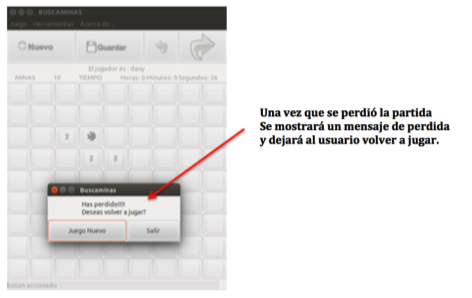 BUSCAMINAS
Juego Herramientas Acerca de...
Nuevo
Guardar
El jugador es : dany
MINAS 10 TIEMPO Horas: 0 Minutos: 0 Segundos: 26
2
3 3
Buscaminas
Has perdido!!!!
Deseas volver a jugar?
Juego Nuevo
Salir
boton accionado
Una vez que se perdió la partida
Se mostrará un mensaje de perdida
y dejará al usuario volver a jugar.